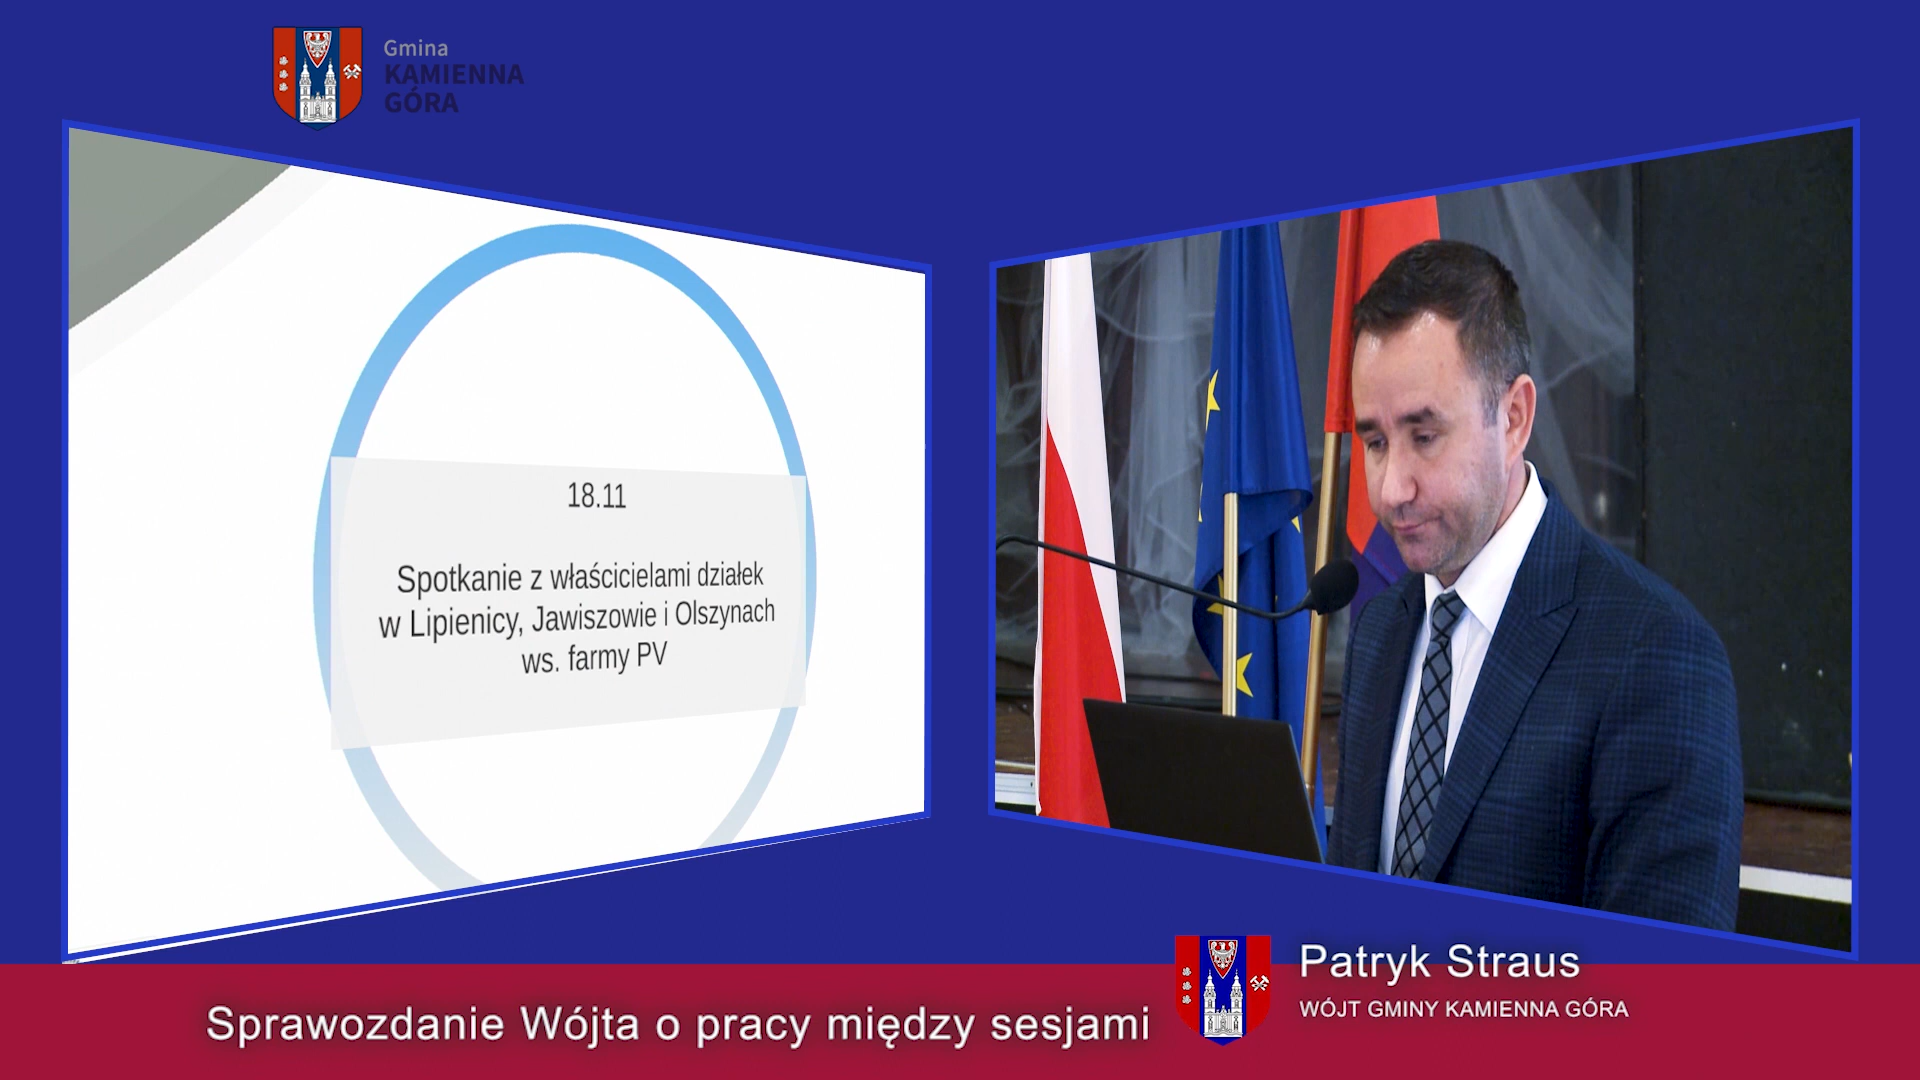 Gmina
KAMIENNA
GÓRA
18.11
Spotkanie z właścicielami działek
w Lipienicy, Jawiszowie i Olszynach
ws. farmy PV
Patryk Straus
WÓJT GMINY KAMIENNA GÓRA
Sprawozdanie Wójta o pracy między sesjami